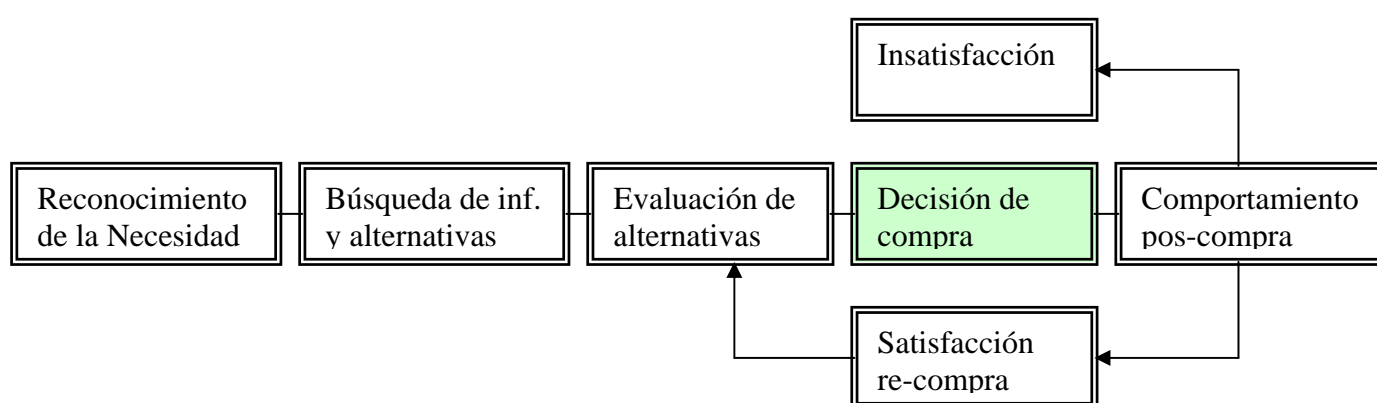 Insatisfacción
Reconocimiento
de la Necesidad
Búsqueda de inf.
y alternativas
Evaluación de
alternativas
Decisión de
compra
Comportamiento
pos-compra
Satisfacción
re-compra